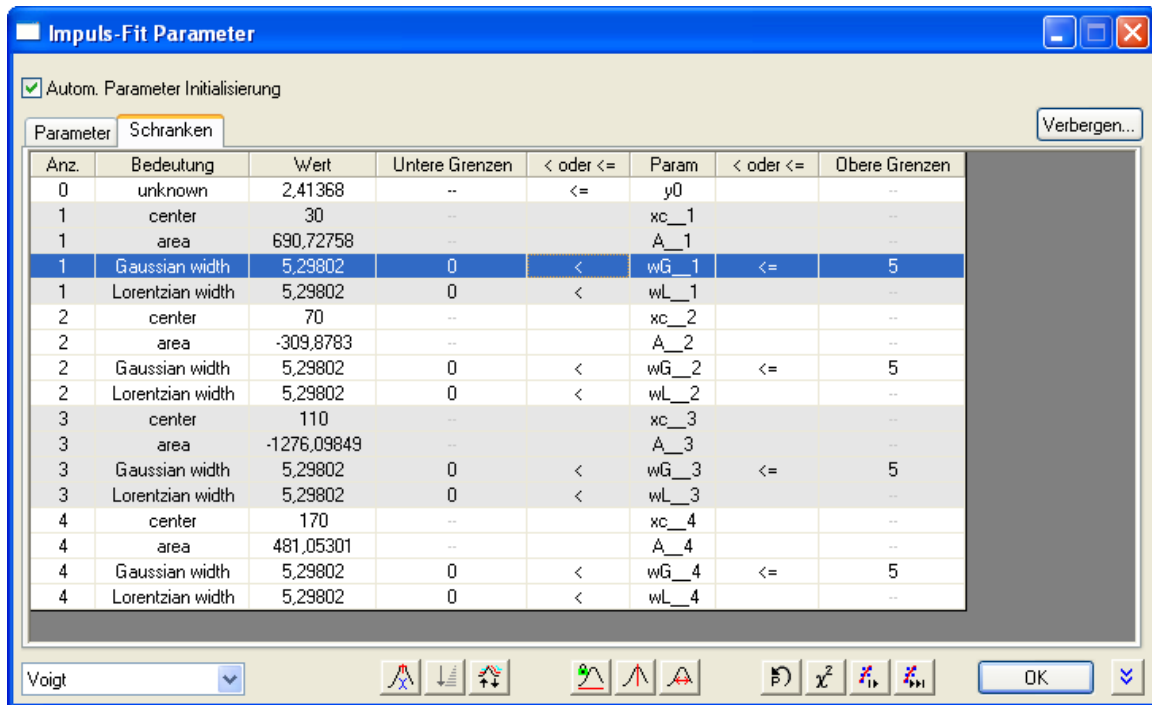 Impuls-Fit Parameter
Autom. Parameter Initialisierung
Parameter Schranken Verbergen...
Anz. Bedeutung Wert Untere Grenzen < oder <= Param < oder <= Obere Grenzen
0 unknown 2,41368 -- <= y0 --
1 center 30 -- xc__1 --
1 area 690,72758 -- A__1 --
1 Gaussian width 5,29802 0 < wG__1 <= 5
1 Lorentzian width 5,29802 0 < wL__1 --
2 center 70 -- xc__2 --
2 area -309,8783 -- A__2 --
2 Gaussian width 5,29802 0 < wG__2 <= 5
2 Lorentzian width 5,29802 0 < wL__2 --
3 center 110 -- xc__3 --
3 area -1276,09849 -- A__3 --
3 Gaussian width 5,29802 0 < wG__3 <= 5
3 Lorentzian width 5,29802 0 < wL__3 --
4 center 170 -- xc__4 --
4 area 481,05301 -- A__4 --
4 Gaussian width 5,29802 0 < wG__4 <= 5
4 Lorentzian width 5,29802 0 < wL__4 --
Voigt χ² OK